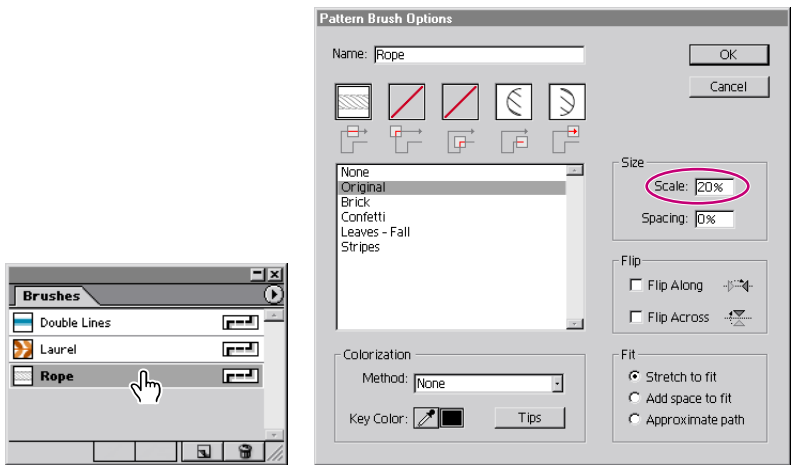 Brushes
Double Lines
Laurel
Rope
Pattern Brush Options
Name: Rope
OK
Cancel
None
Original
Brick
Confetti
Leaves - Fall
Stripes
Size
Scale: 20%
Spacing: 0%
Flip
Flip Along
Flip Across
Colorization
Method: None
Key Color:
Tips
Fit
Stretch to fit
Add space to fit
Approximate path